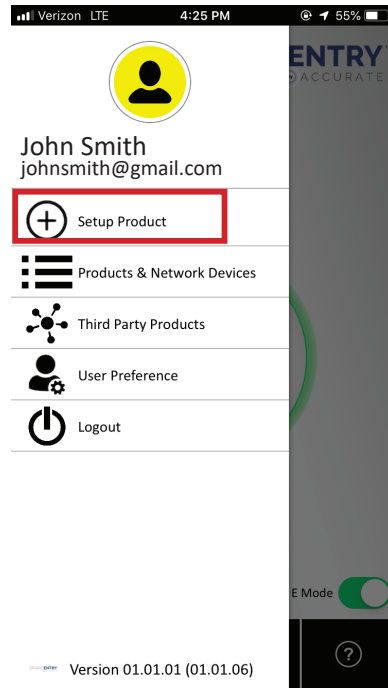 Verizon LTE 4:25 PM 55%
ENTRY
ACCURATE
John Smith
johnsmith@gmail.com
Setup Product
Products & Network Devices
Third Party Products
User Preference
Logout
E Mode
?
Version 01.01.01 (01.01.06)